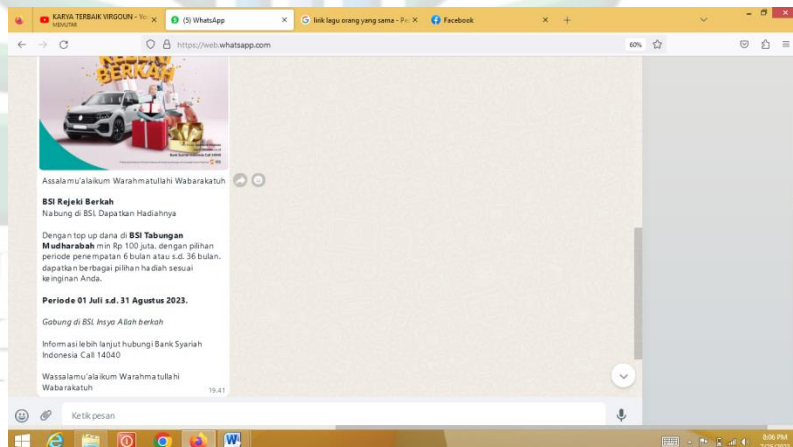 KARYA TERBAIK VIRGOUN - 
MEMUTAR
(5) WhatsApp
lirik lagu orang yang sama - Pe
Facebook
https://web.whatsapp.com
60%
REJEKI
BERKAH
Assalamu'alaikum Warahmatullahi Wabarakatuh
BSI Rejeki Berkah
Nabung di BSI, Dapatkan Hadiahnya
Dengan top up dana di BSI Tabungan
Mudharabah min Rp 100 juta, dengan pilihan
periode penempatan 6 bulan atau s.d. 36 bulan.
dapatkan berbagai pilihan hadiah sesuai
keinginan Anda.
Periode 01 Juli s.d. 31 Agustus 2023.
Gabung di BSI, Insya Allah berkah
Informasi lebih lanjut hubungi Bank Syariah
Indonesia Call 14040
Wassalamu'alaikum Warahmatullahi
Wabarakatuh
19.41
Ketik pesan
8:06 PM